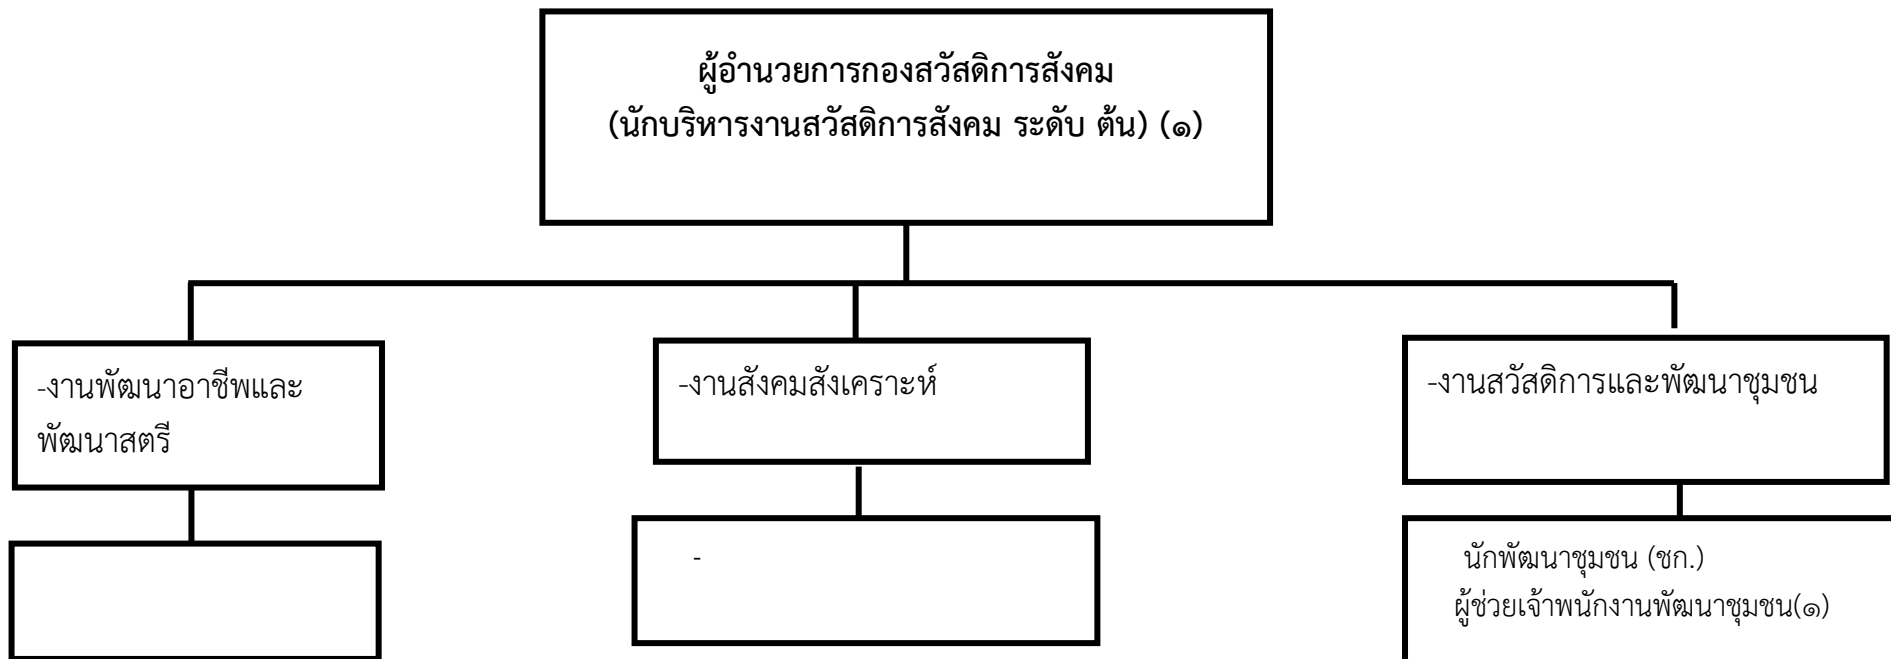 ผู้อำนวยการกองสวัสดิการสังคม
(นักบริหารงานสวัสดิการสังคม ระดับ ต้น) (๑)
-งานพัฒนาอาชีพและ
พัฒนาสตรี
-งานสังคมสังเคราะห์
-งานสวัสดิการและพัฒนาชุมชน
-
นักพัฒนาชุมชน (ชก.)
ผู้ช่วยเจ้าพนักงานพัฒนาชุมชน(๑)